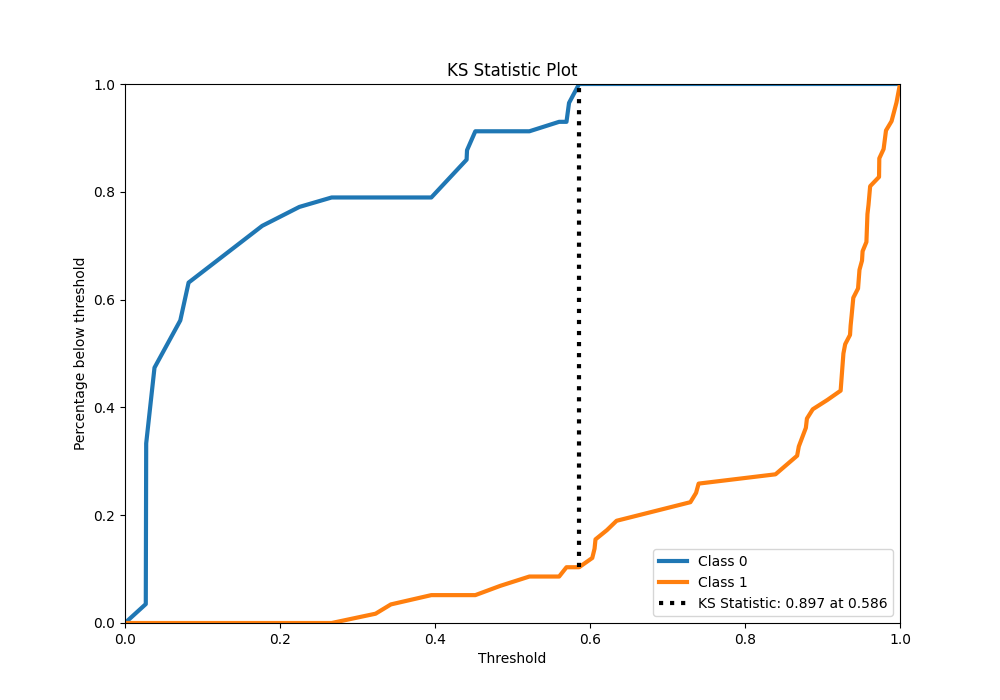 KS Statistic Plot
1.0
0.8
0.6
0.4
0.2
0.0
Percentage below threshold
0.0 0.2 0.4 0.6 0.8 1.0
Threshold
Class 0
Class 1
KS Statistic: 0.897 at 0.586